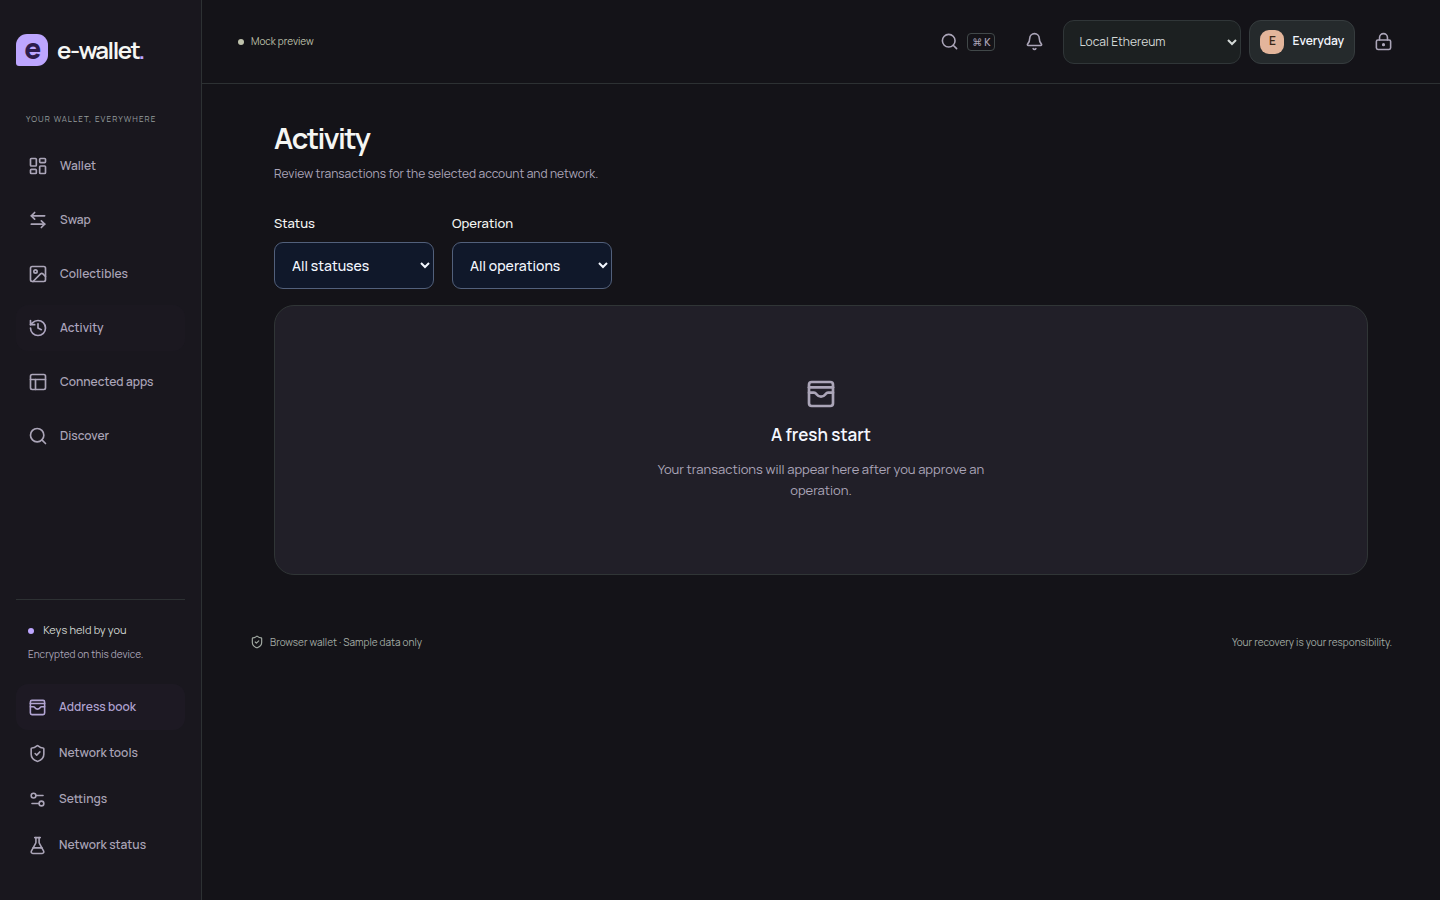 e e-wallet.
YOUR WALLET, EVERYWHERE
Wallet
Swap
Collectibles
Activity
Connected apps
Discover
Keys held by you
Encrypted on this device.
Address book
Network tools
Settings
Network status
Mock preview
⌘ K
Local Ethereum
E Everyday
Activity
Review transactions for the selected account and network.
Status
Operation
All statuses
All operations
A fresh start
Your transactions will appear here after you approve an
operation.
Browser wallet · Sample data only
Your recovery is your responsibility.